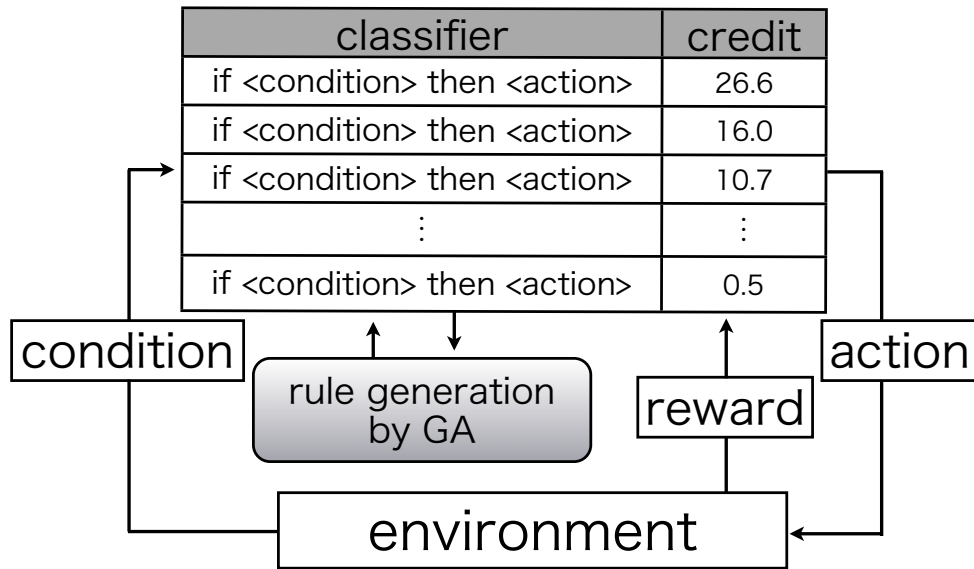 classifier credit
if <condition> then <action> 26.6
if <condition> then <action> 16.0
if <condition> then <action> 10.7
⋮ ⋮
if <condition> then <action> 0.5
condition
action
rule generation
by GA
reward
environment